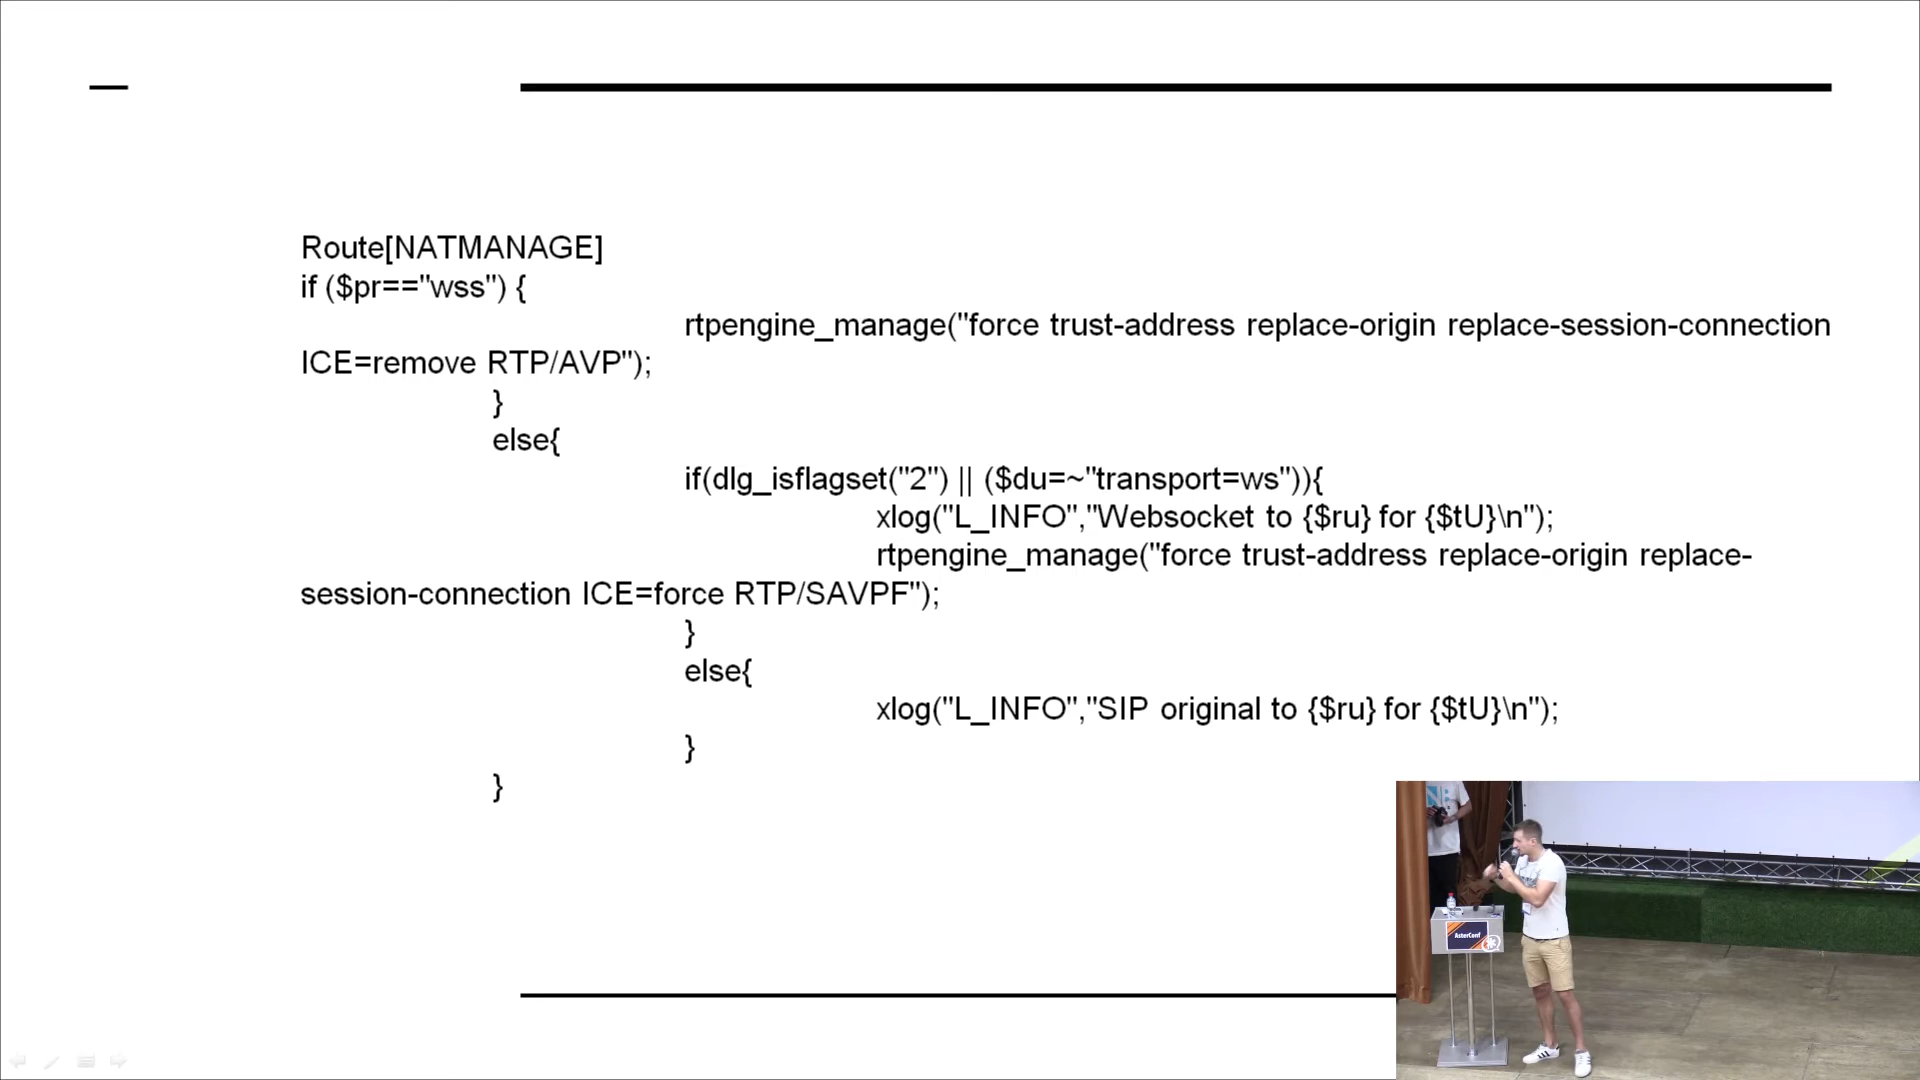 Route[NATMANAGE]
if ($pr=="wss") {
rtpengine_manage("force trust-address replace-origin replace-session-connection
ICE=remove RTP/AVP");
}
else{
if(dlg_isflagset("2") || ($du=~"transport=ws")){
xlog("L_INFO","Websocket to {$ru} for {$tU}\n");
rtpengine_manage("force trust-address replace-origin replace-
session-connection ICE=force RTP/SAVPF");
}
else{
xlog("L_INFO","SIP original to {$ru} for {$tU}\n");
}
}
AsterConf